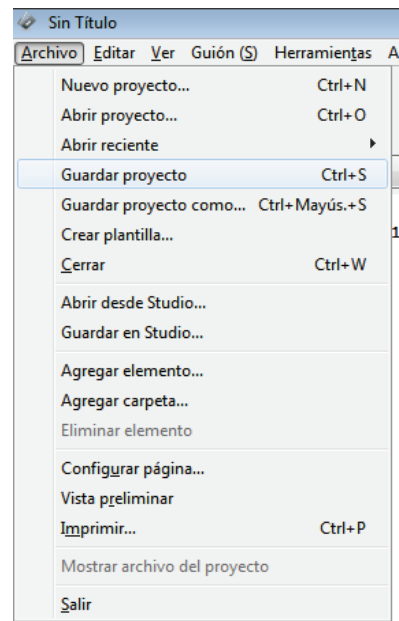 Sin Título
Archivo Editar Ver Guión (S) Herramientas A
Nuevo proyecto... Ctrl+N
Abrir proyecto... Ctrl+O
Abrir reciente
Guardar proyecto Ctrl+S
Guardar proyecto como... Ctrl+Mayús.+S
Crear plantilla...
Cerrar Ctrl+W
Abrir desde Studio...
Guardar en Studio...
Agregar elemento...
Agregar carpeta...
Eliminar elemento
Configurar página...
Vista preliminar
Imprimir... Ctrl+P
Mostrar archivo del proyecto
Salir
1